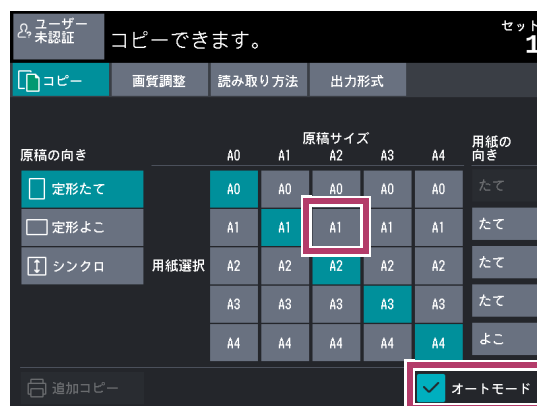 ユーザー
未認証
コピーできます。
セット
1
コピー 画質調整 読み取り方法 出力形式
原稿サイズ
原稿の向き A0 A1 A2 A3 A4
用紙の
向き
定形たて A0 A0 A0 A0 A0 たて
定形よこ A1 A1 A1 A1 A1 たて
シンクロ 用紙選択 A2 A2 A2 A2 A2 たて
A3 A3 A3 A3 A3 たて
A4 A4 A4 A4 A4 よこ
追加コピー オートモード